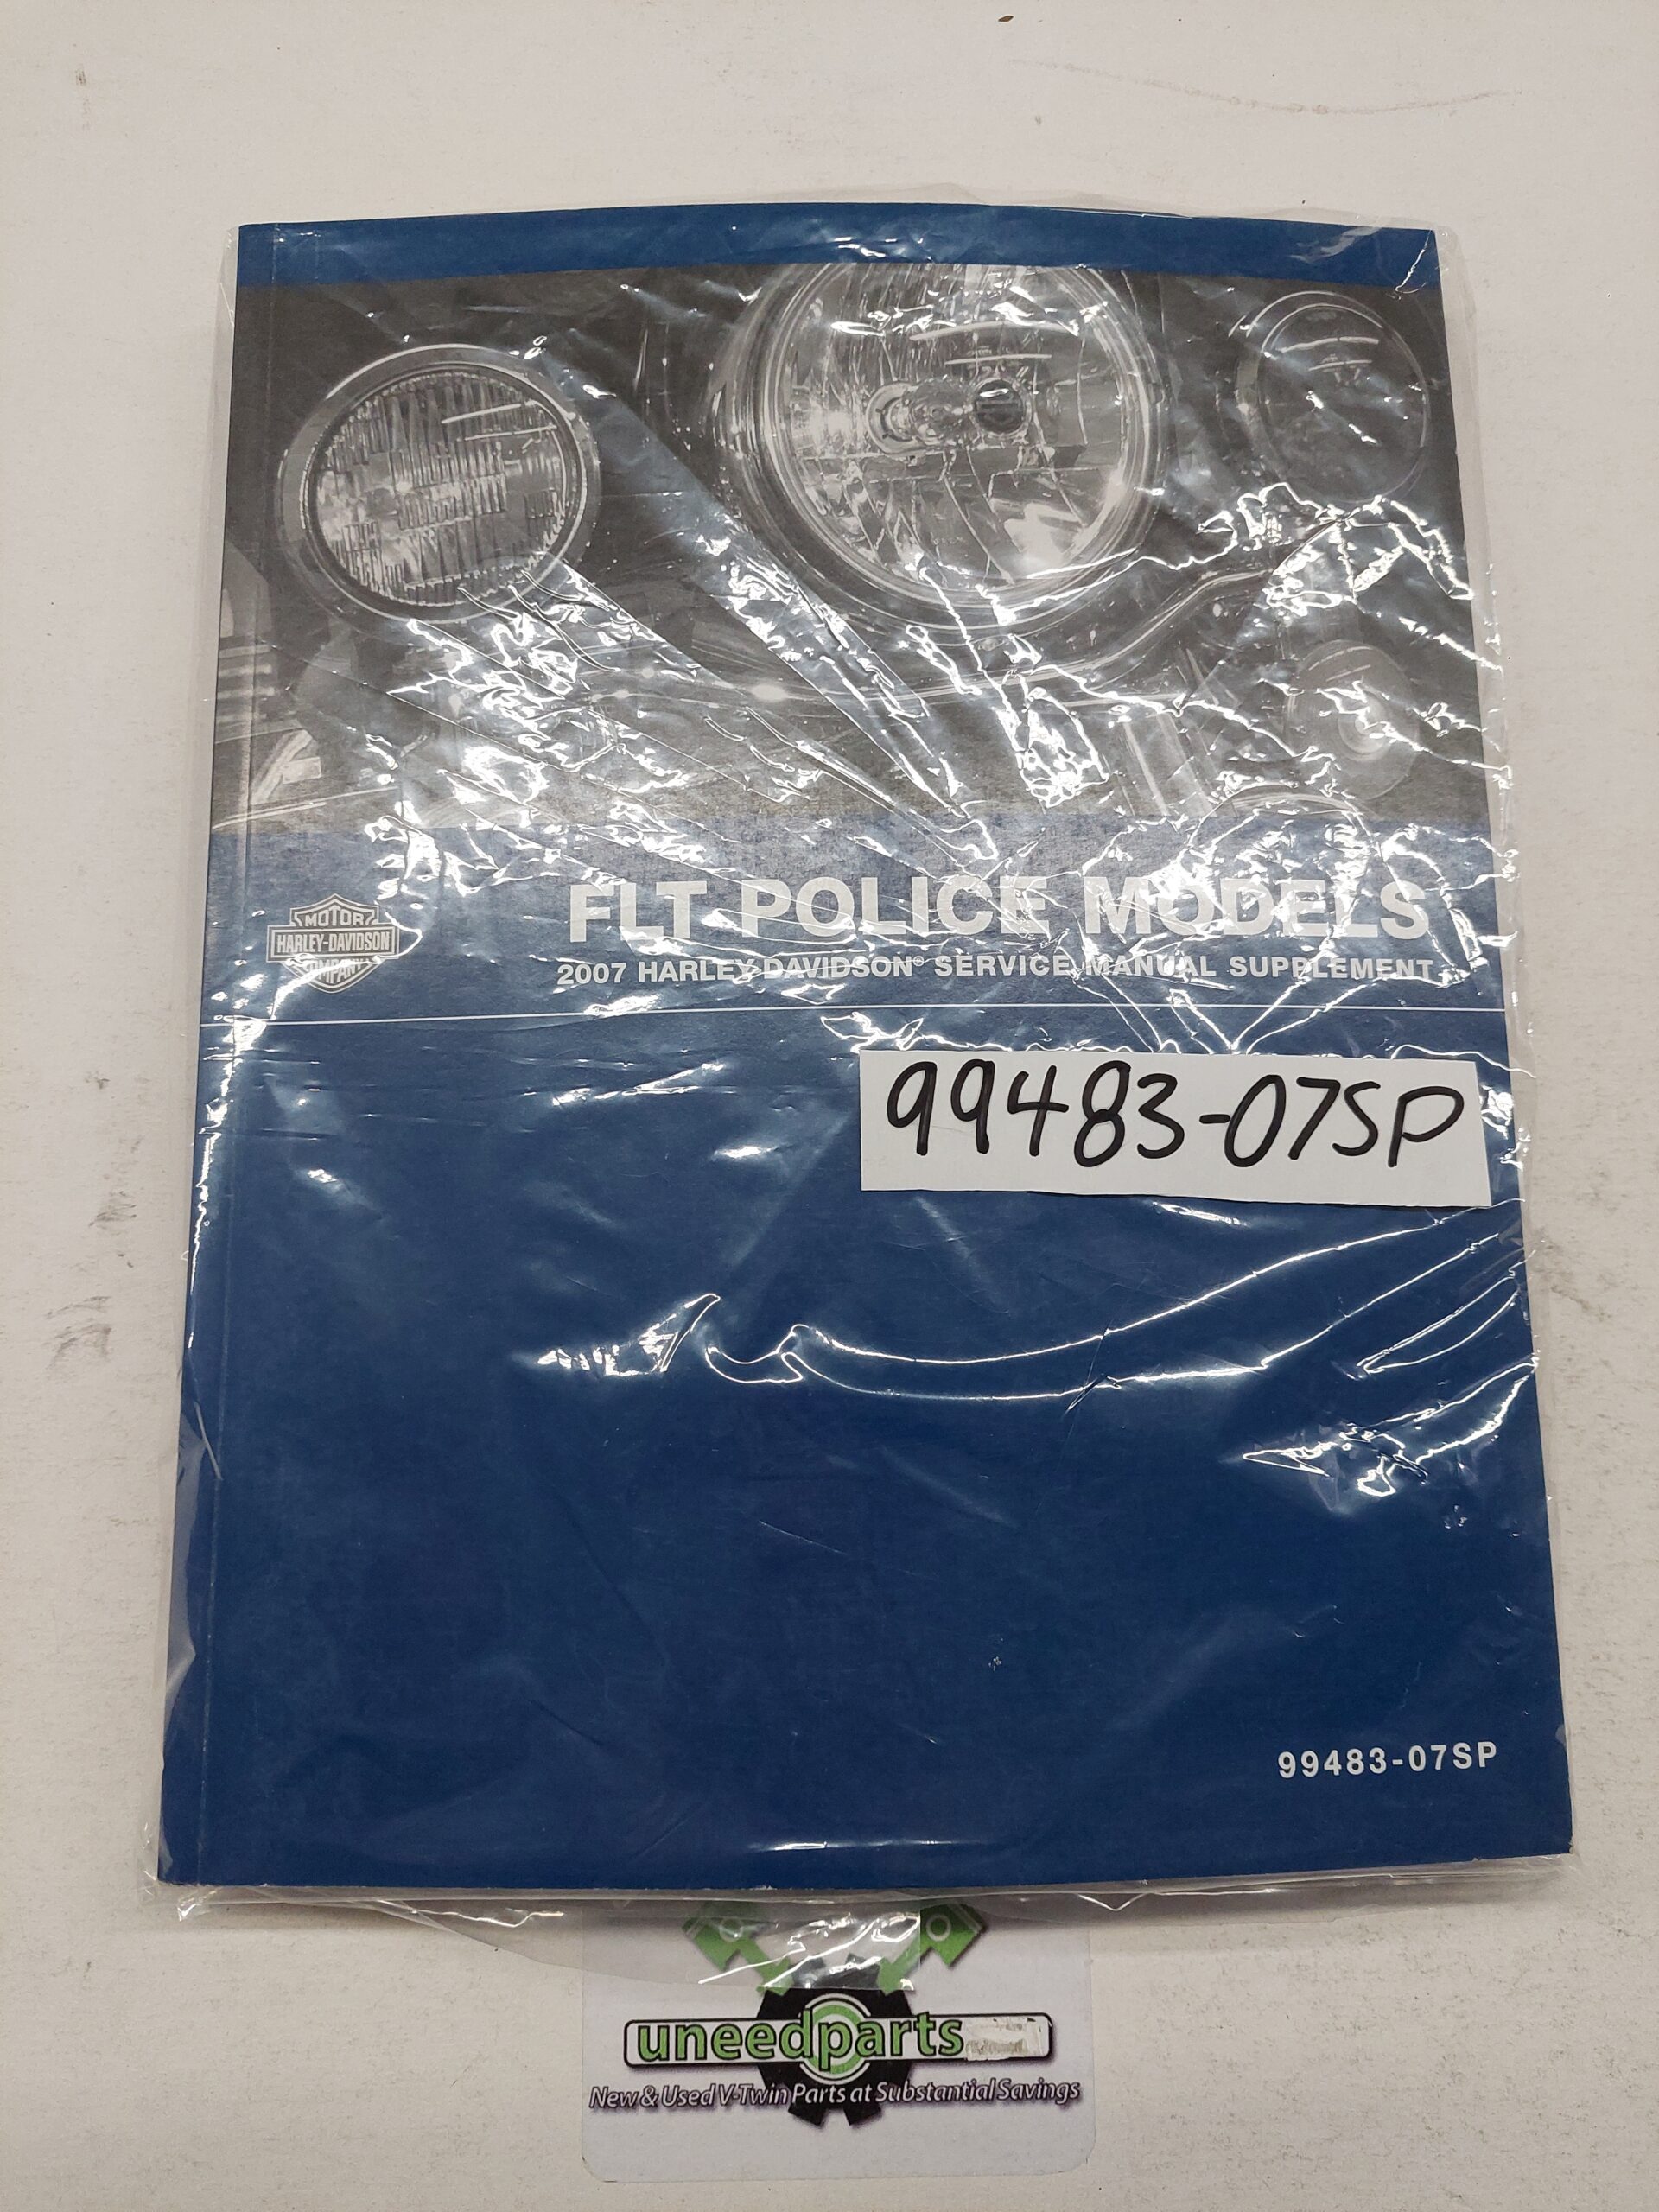 FLT POLICE MODELS
MOTOR
HARLEY-DAVIDSON
COMPANY
2007 HARLEY-DAVIDSON® SERVICE MANUAL SUPPLEMENT
99483-07SP
99483-07SP
uneedparts
New & Used V-Twin Parts at Substantial Savings